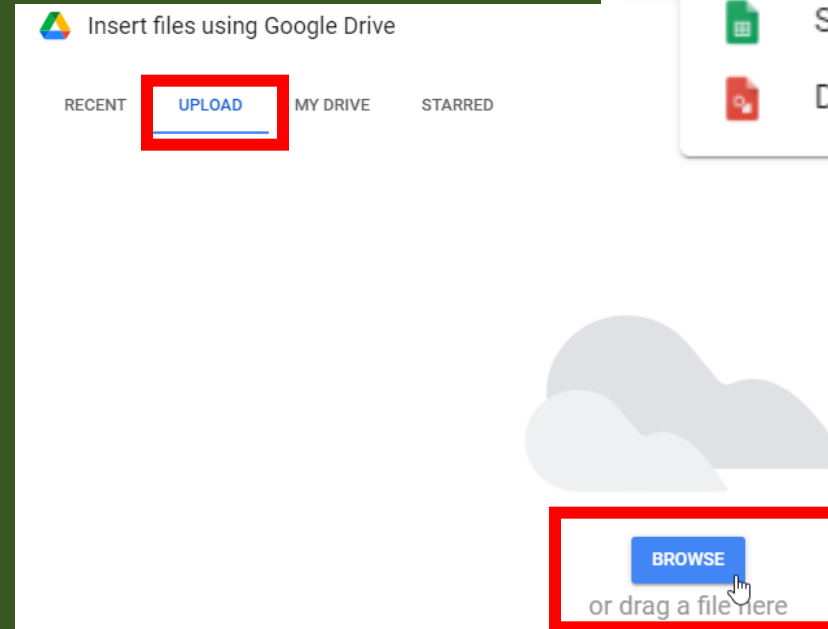 Insert files using Google Drive
RECENT UPLOAD MY DRIVE STARRED
S
D
BROWSE
or drag a file here